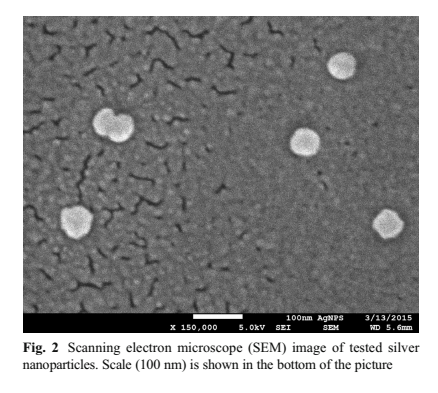 100nm AgNPS 3/13/2015
X 150,000 5.0kV SEI SEM WD 5.6mm
Fig. 2 Scanning electron microscope (SEM) image of tested silver
nanoparticles. Scale (100 nm) is shown in the bottom of the picture